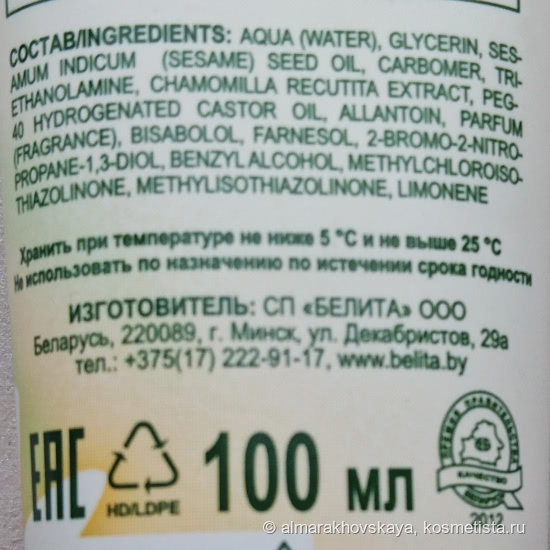 СОСТАВ/INGREDIENTS: AQUA (WATER), GLYCERIN, SES-
AMUM INDICUM (SESAME) SEED OIL, CARBOMER, TRI-
ETHANOLAMINE, CHAMOMILLA RECUTITA EXTRACT, PEG-
40 HYDROGENATED CASTOR OIL, ALLANTOIN, PARFUM
(FRAGRANCE), BISABOLOL, FARNESOL, 2-BROMO-2-NITRO-
PROPANE-1,3-DIOL, BENZYL ALCOHOL, METHYLCHLOROISO-
THIAZOLINONE, METHYLISOTHIAZOLINONE, LIMONENE
Хранить при температуре не ниже 5 °C и не выше 25 °C
Не использовать по назначению по истечении срока годности
ИЗГОТОВИТЕЛЬ: СП «БЕЛИТА» ООО
Беларусь, 220089, г. Минск, ул. Декабристов, 29а
тел.: +375(17) 222-91-17, www.belita.by
ПРЕМИЯ ПРАВИТЕЛЬСТВА
EAC
100 мл
КАЧЕСТВО
HD/LDPE
2012
© almarakhovskaya, kosmetista.ru